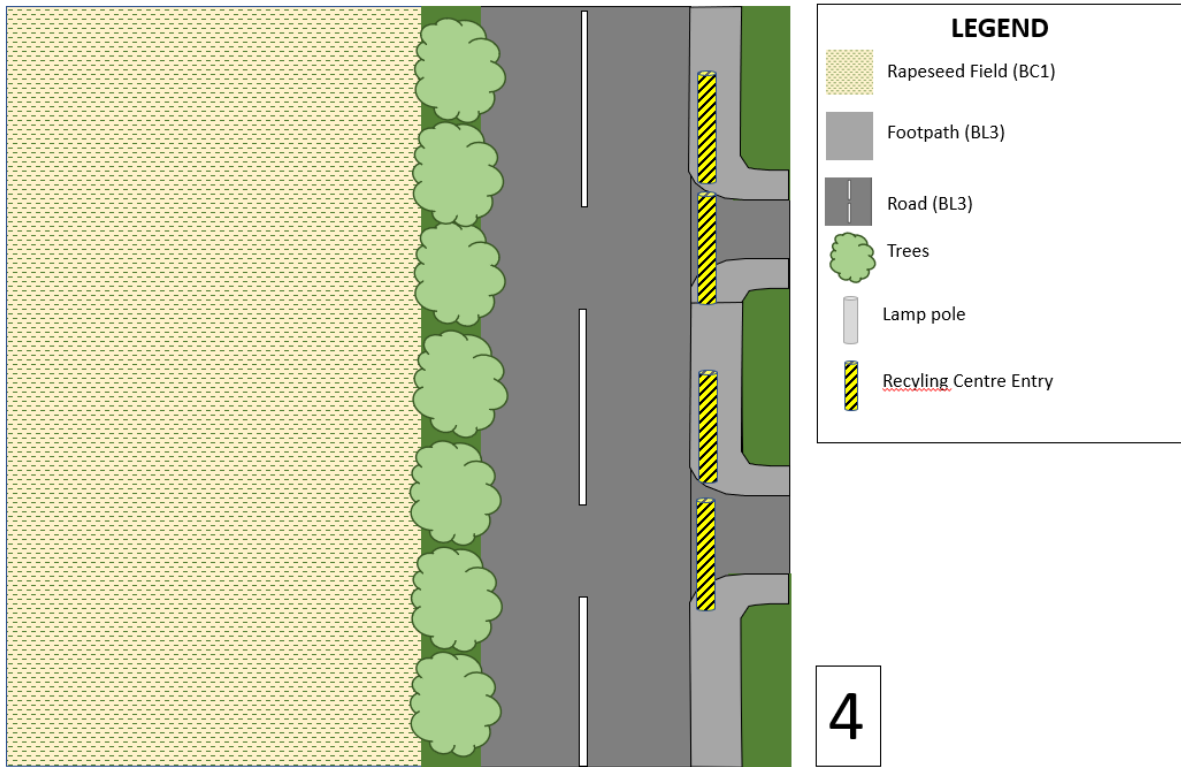 LEGEND
Rapeseed Field (BC1)
Footpath (BL3)
Road (BL3)
Trees
Lamp pole
Recyling Centre Entry
4